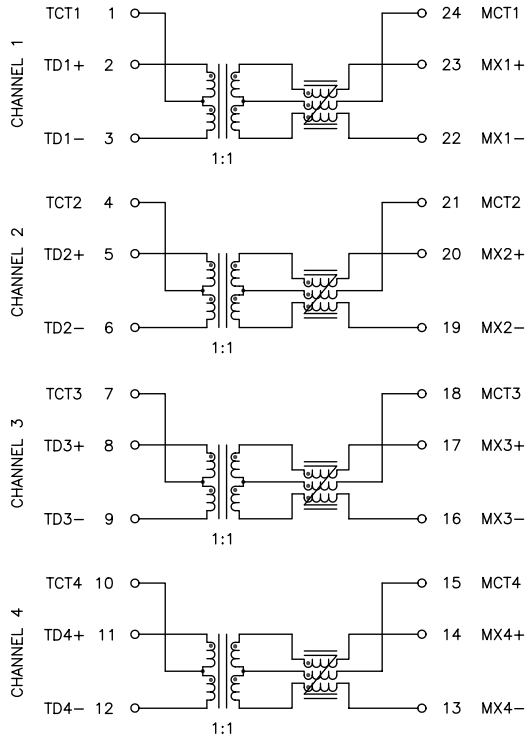 CHANNEL 1
TCT1 1 24 MCT1
TD1+ 2 23 MX1+
TD1− 3 22 MX1−
1:1
CHANNEL 2
TCT2 4 21 MCT2
TD2+ 5 20 MX2+
TD2− 6 19 MX2−
1:1
CHANNEL 3
TCT3 7 18 MCT3
TD3+ 8 17 MX3+
TD3− 9 16 MX3−
1:1
CHANNEL 4
TCT4 10 15 MCT4
TD4+ 11 14 MX4+
TD4− 12 13 MX4−
1:1